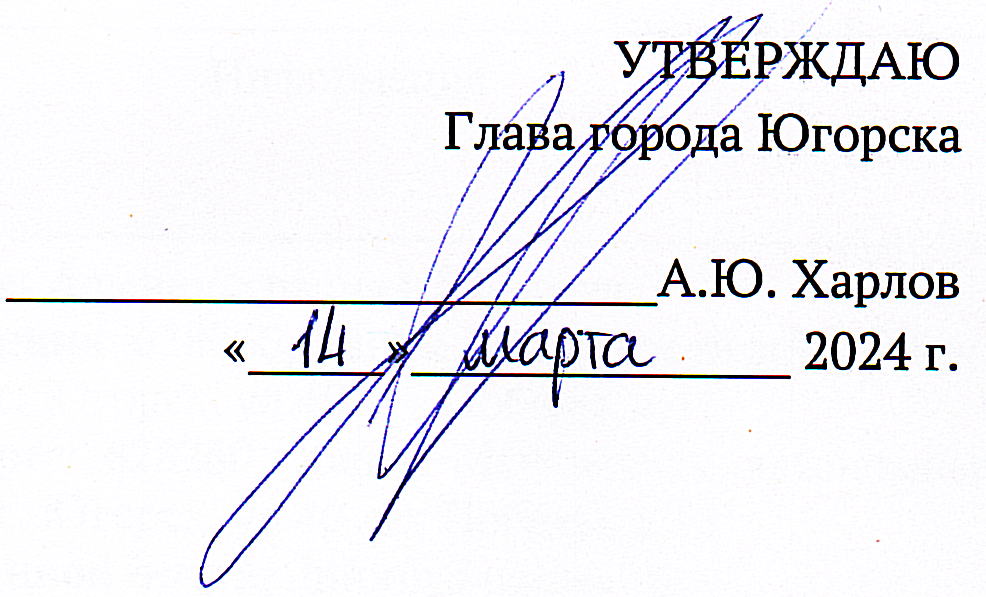 УТВЕРЖДАЮ
Глава города Югорска
А.Ю. Харлов
«14» марта 2024 г.